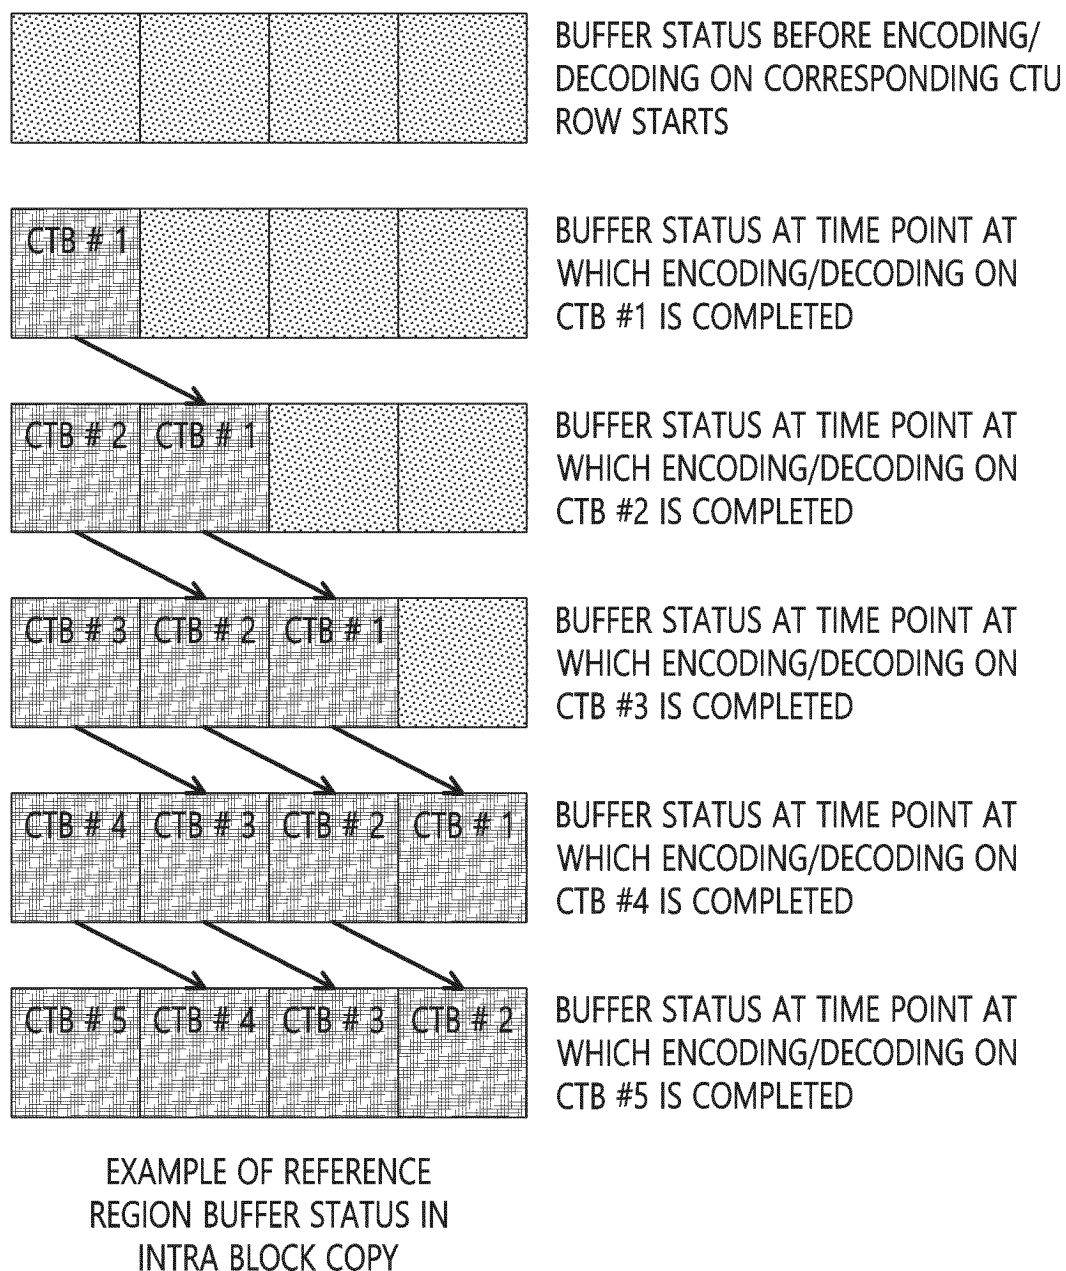 BUFFER STATUS BEFORE ENCODING/
DECODING ON CORRESPONDING CTU
ROW STARTS
CTB # 1
BUFFER STATUS AT TIME POINT AT
WHICH ENCODING/DECODING ON
CTB #1 IS COMPLETED
CTB # 2 CTB # 1
BUFFER STATUS AT TIME POINT AT
WHICH ENCODING/DECODING ON
CTB #2 IS COMPLETED
CTB # 3 CTB # 2 CTB # 1
BUFFER STATUS AT TIME POINT AT
WHICH ENCODING/DECODING ON
CTB #3 IS COMPLETED
CTB # 4 CTB # 3 CTB # 2 CTB # 1
BUFFER STATUS AT TIME POINT AT
WHICH ENCODING/DECODING ON
CTB #4 IS COMPLETED
CTB # 5 CTB # 4 CTB # 3 CTB # 2
BUFFER STATUS AT TIME POINT AT
WHICH ENCODING/DECODING ON
CTB #5 IS COMPLETED
EXAMPLE OF REFERENCE
REGION BUFFER STATUS IN
INTRA BLOCK COPY